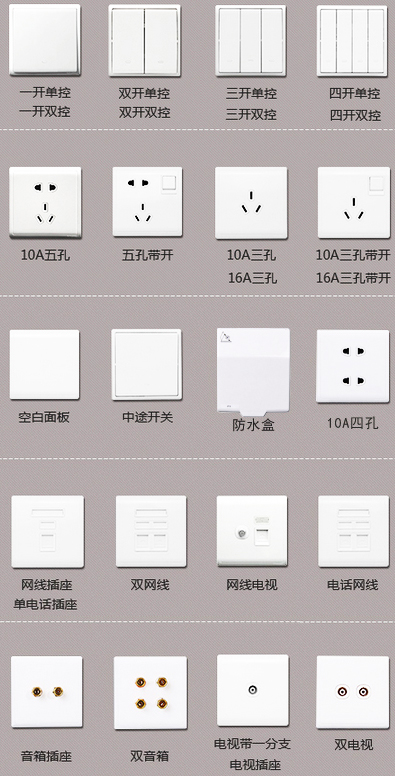 一开单控
双开单控
三开单控
四开单控
一开双控
双开双控
三开双控
四开双控
10A五孔
五孔带开
10A三孔
10A三孔带开
16A三孔
16A三孔带开
空白面板
中途开关
防水盒
10A四孔
网线插座
双网线
网线电视
电话网线
单电话插座
音箱插座
双音箱
电视带一分支
双电视
电视插座